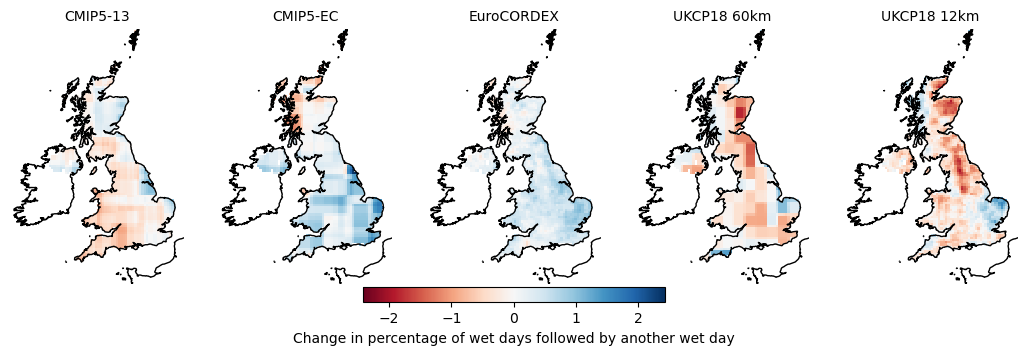 CMIP5-13 CMIP5-EC EuroCORDEX UKCP18 60km UKCP18 12km
−2 −1 0 1 2
Change in percentage of wet days followed by another wet day